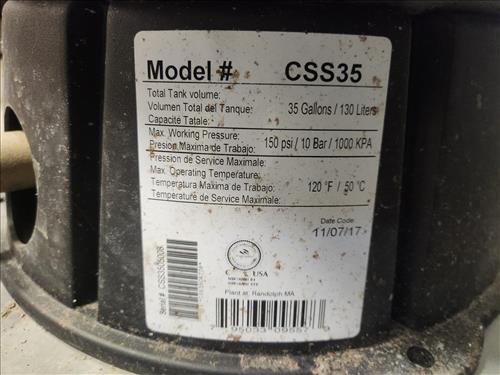 Model # CSS35
Total Tank volume:
Volumen Total del Tanque: 35 Gallons / 130 Liters
Capacité Tatale:
Max. Working Pressure:
Presion Maxima de Trabajo: 150 psi / 10 Bar / 1000 KPA
Pression de Service Maximale:
Max. Operating Temperature:
Temperatura Maxima de Trabajo: 120 °F / 50 °C
Temperature de Service Maximale:
Date Code:
11/07/17
Serial #
USA
Plant at: Randolph MA